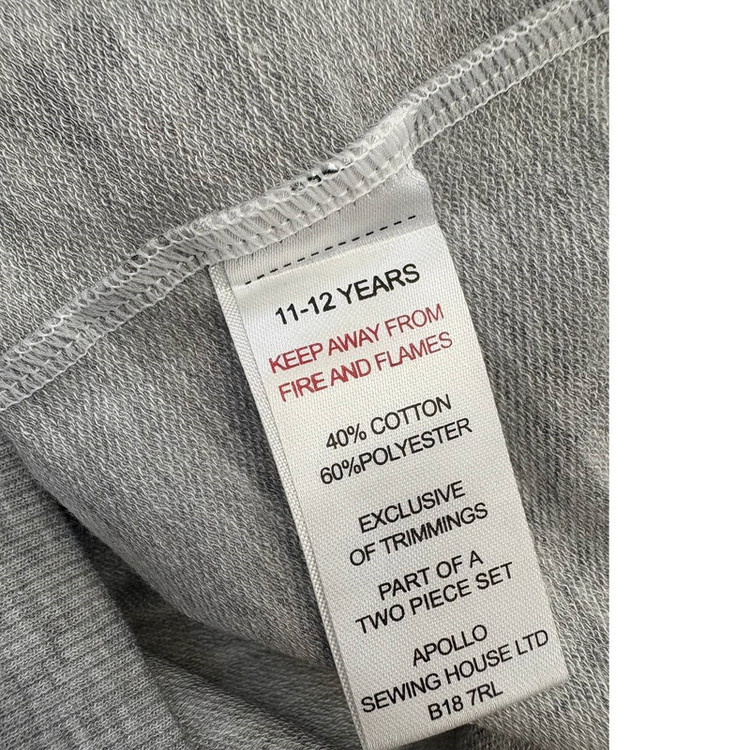 11-12 YEARS
KEEP AWAY FROM
FIRE AND FLAMES
40% COTTON
60%POLYESTER
EXCLUSIVE
OF TRIMMINGS
PART OF A
TWO PIECE SET
APOLLO
SEWING HOUSE LTD
B18 7RL